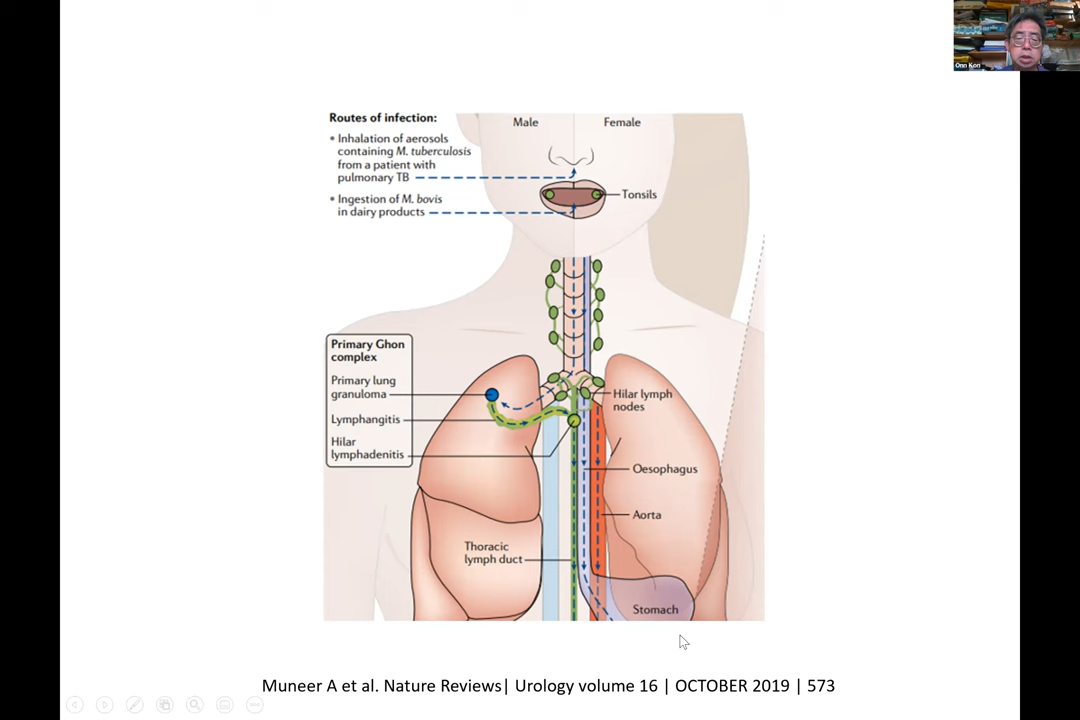 Onn Kon
Routes of infection:
• Inhalation of aerosols
containing M. tuberculosis
from a patient with
pulmonary TB
• Ingestion of M. bovis
in dairy products
Male
Female
Tonsils
Primary Ghon
complex
Primary lung
granuloma
Lymphangitis
Hilar
lymphadenitis
Hilar lymph
nodes
Oesophagus
Aorta
Thoracic
lymph duct
Stomach
Muneer A et al. Nature Reviews| Urology volume 16 | OCTOBER 2019 | 573